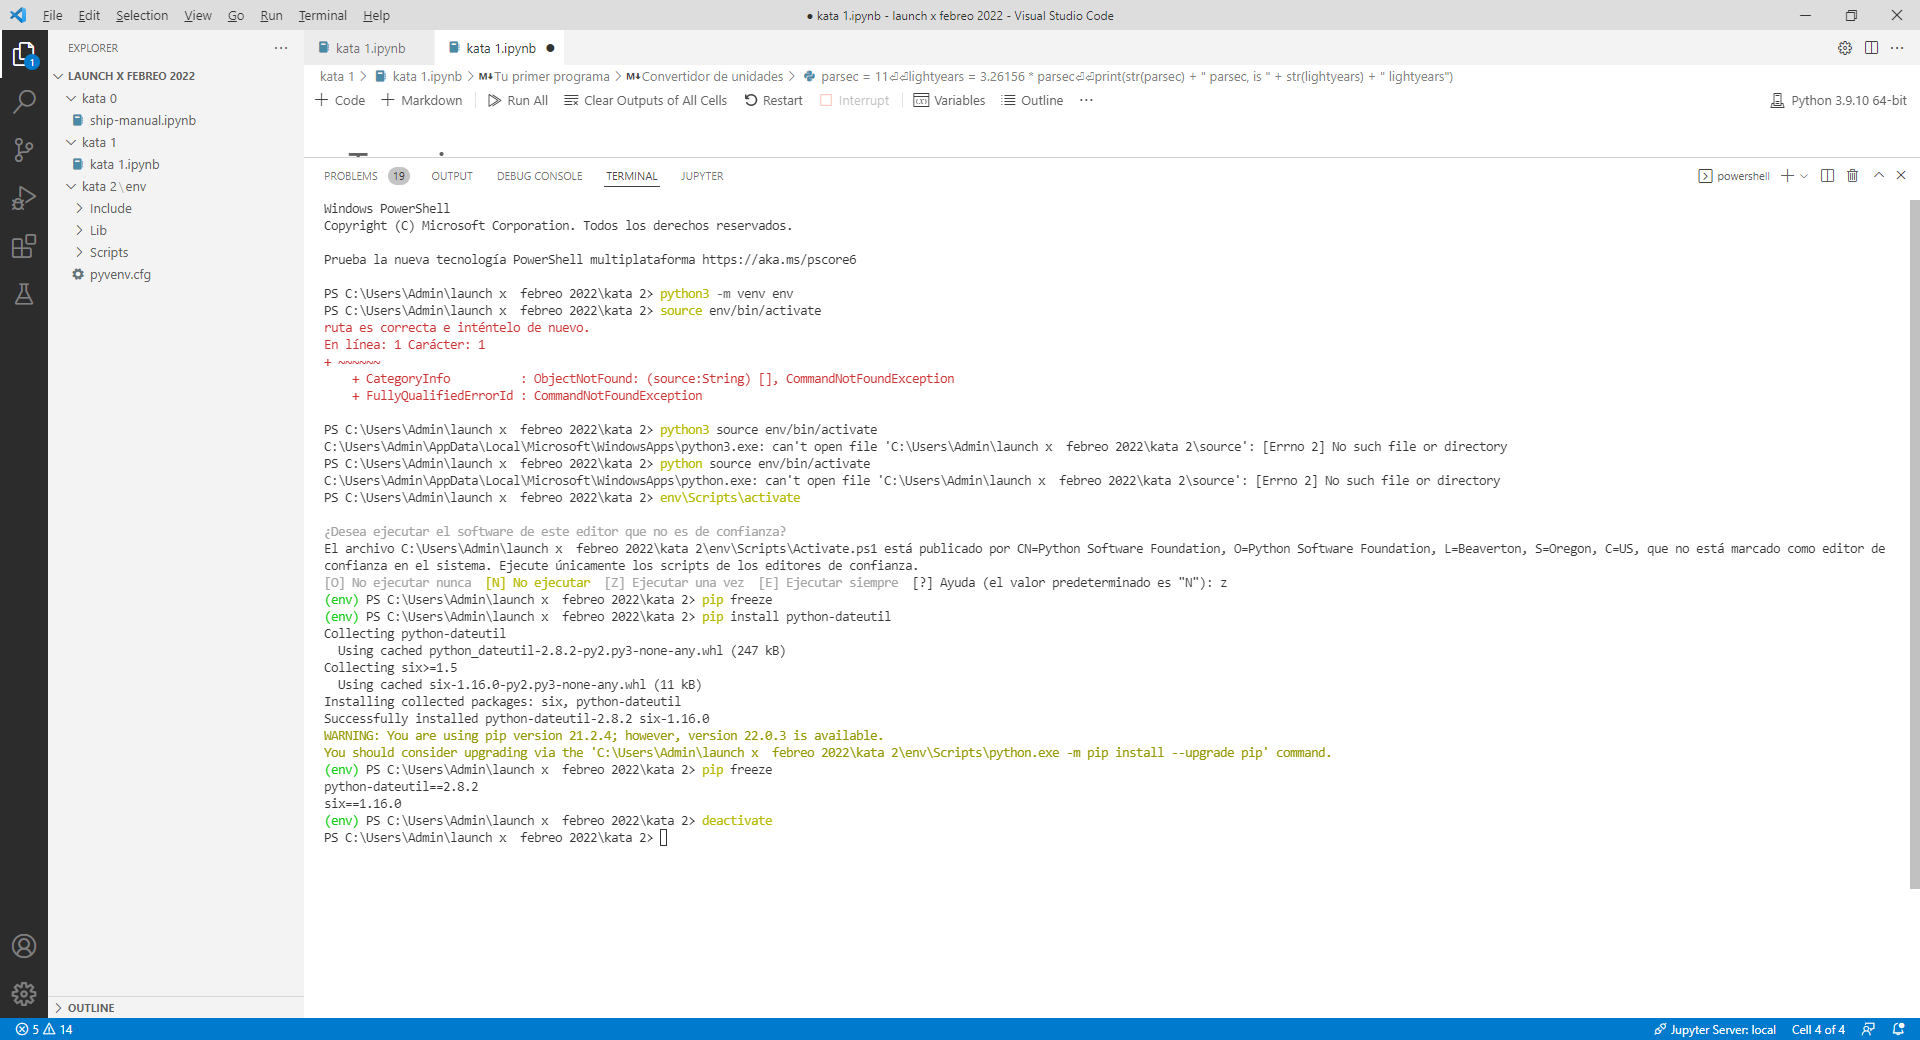 File Edit Selection View Go Run Terminal Help
● kata 1.ipynb - launch x febreo 2022 - Visual Studio Code
EXPLORER
LAUNCH X FEBREO 2022
kata 0
ship-manual.ipynb
kata 1
kata 1.ipynb
kata 2\env
Include
Lib
Scripts
pyvenv.cfg
OUTLINE
kata 1.ipynb
kata 1.ipynb ●
kata 1 > kata 1.ipynb > M↓Tu primer programa > M↓Convertidor de unidades > parsec = 11⏎⏎lightyears = 3.26156 * parsec⏎⏎print(str(parsec) + " parsec, is " + str(lightyears) + " lightyears")
+ Code + Markdown Run All Clear Outputs of All Cells Restart Interrupt Variables Outline ···
Python 3.9.10 64-bit
PROBLEMS 19 OUTPUT DEBUG CONSOLE TERMINAL JUPYTER
powershell
Windows PowerShell
Copyright (C) Microsoft Corporation. Todos los derechos reservados.
Prueba la nueva tecnología PowerShell multiplataforma https://aka.ms/pscore6
PS C:\Users\Admin\launch x  febreo 2022\kata 2> python3 -m venv env
PS C:\Users\Admin\launch x  febreo 2022\kata 2> source env/bin/activate
ruta es correcta e inténtelo de nuevo.
En línea: 1 Carácter: 1
+ ~~~~~~
+ CategoryInfo          : ObjectNotFound: (source:String) [], CommandNotFoundException
+ FullyQualifiedErrorId : CommandNotFoundException
PS C:\Users\Admin\launch x  febreo 2022\kata 2> python3 source env/bin/activate
C:\Users\Admin\AppData\Local\Microsoft\WindowsApps\python3.exe: can't open file 'C:\Users\Admin\launch x  febreo 2022\kata 2\source': [Errno 2] No such file or directory
PS C:\Users\Admin\launch x  febreo 2022\kata 2> python source env/bin/activate
C:\Users\Admin\AppData\Local\Microsoft\WindowsApps\python.exe: can't open file 'C:\Users\Admin\launch x  febreo 2022\kata 2\source': [Errno 2] No such file or directory
PS C:\Users\Admin\launch x  febreo 2022\kata 2> env\Scripts\activate
¿Desea ejecutar el software de este editor que no es de confianza?
El archivo C:\Users\Admin\launch x  febreo 2022\kata 2\env\Scripts\Activate.ps1 está publicado por CN=Python Software Foundation, O=Python Software Foundation, L=Beaverton, S=Oregon, C=US, que no está marcado como editor de
confianza en el sistema. Ejecute únicamente los scripts de los editores de confianza.
[O] No ejecutar nunca  [N] No ejecutar  [Z] Ejecutar una vez  [E] Ejecutar siempre  [?] Ayuda (el valor predeterminado es "N"): z
(env) PS C:\Users\Admin\launch x  febreo 2022\kata 2> pip freeze
(env) PS C:\Users\Admin\launch x  febreo 2022\kata 2> pip install python-dateutil
Collecting python-dateutil
Using cached python_dateutil-2.8.2-py2.py3-none-any.whl (247 kB)
Collecting six>=1.5
Using cached six-1.16.0-py2.py3-none-any.whl (11 kB)
Installing collected packages: six, python-dateutil
Successfully installed python-dateutil-2.8.2 six-1.16.0
WARNING: You are using pip version 21.2.4; however, version 22.0.3 is available.
You should consider upgrading via the 'C:\Users\Admin\launch x  febreo 2022\kata 2\env\Scripts\python.exe -m pip install --upgrade pip' command.
(env) PS C:\Users\Admin\launch x  febreo 2022\kata 2> pip freeze
python-dateutil==2.8.2
six==1.16.0
(env) PS C:\Users\Admin\launch x  febreo 2022\kata 2> deactivate
PS C:\Users\Admin\launch x  febreo 2022\kata 2>
5 14
Jupyter Server: local Cell 4 of 4